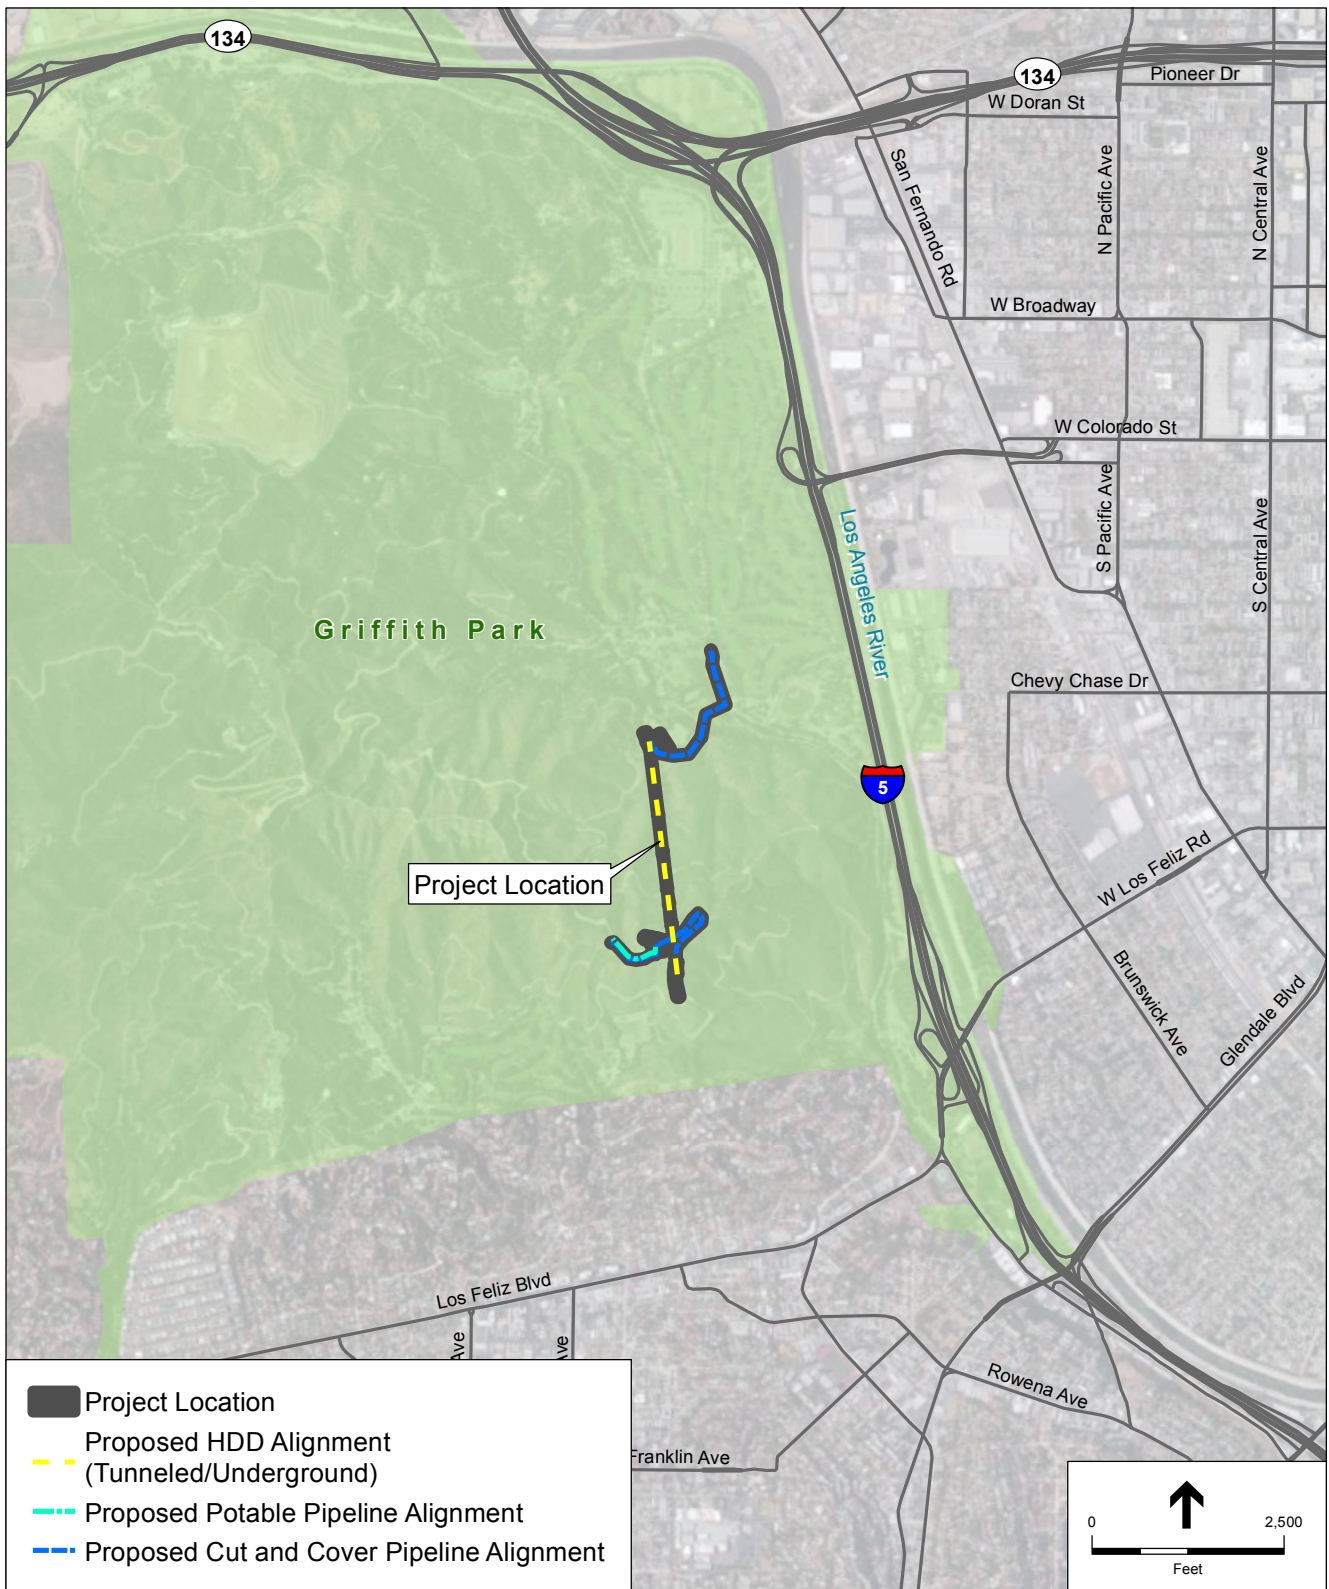 134
134
Pioneer Dr
W Doran St
San Fernando Rd
N Pacific Ave
N Central Ave
W Broadway
W Colorado St
S Pacific Ave
S Central Ave
Los Angeles River
Griffith Park
Chevy Chase Dr
5
W Los Feliz Rd
Project Location
Brunswick Ave
Glendale Blvd
Los Feliz Blvd
Ave
Ave
Rowena Ave
Franklin Ave
Project Location
Proposed HDD Alignment
(Tunneled/Underground)
Proposed Potable Pipeline Alignment
Proposed Cut and Cover Pipeline Alignment
0 2,500
Feet